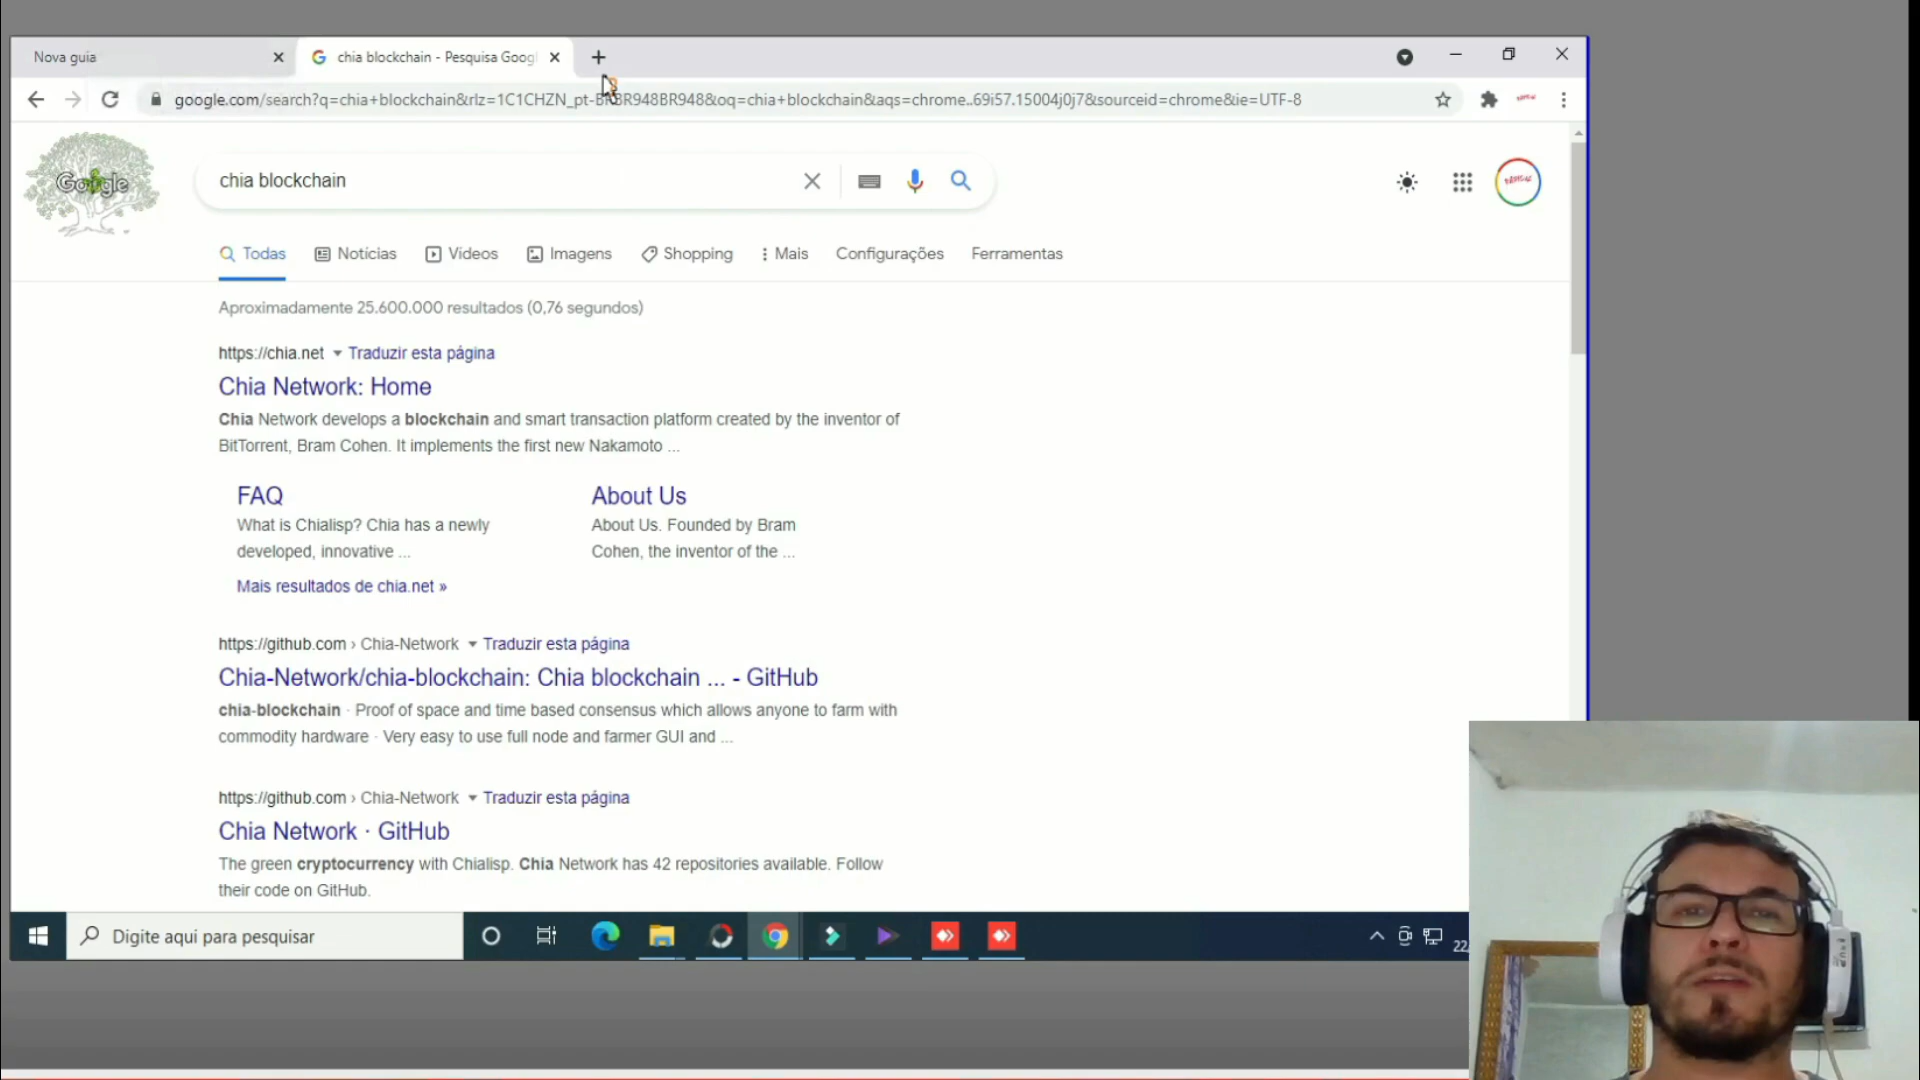 Nova guia
chia blockchain - Pesquisa Goog
google.com/search?q=chia+blockchain&rlz=1C1CHZN_pt-BRBR948BR948&oq=chia+blockchain&aqs=chrome..69i57.15004j0j7&sourceid=chrome&ie=UTF-8
Google
chia blockchain
Todas Notícias Vídeos Imagens Shopping Mais Configurações Ferramentas
Aproximadamente 25.600.000 resultados (0,76 segundos)
https://chia.net Traduzir esta página
Chia Network: Home
Chia Network develops a blockchain and smart transaction platform created by the inventor of
BitTorrent, Bram Cohen. It implements the first new Nakamoto ...
FAQ
What is Chialisp? Chia has a newly
developed, innovative ...
About Us
About Us. Founded by Bram
Cohen, the inventor of the ...
Mais resultados de chia.net »
https://github.com › Chia-Network Traduzir esta página
Chia-Network/chia-blockchain: Chia blockchain ... - GitHub
chia-blockchain · Proof of space and time based consensus which allows anyone to farm with
commodity hardware · Very easy to use full node and farmer GUI and ...
https://github.com › Chia-Network Traduzir esta página
Chia Network · GitHub
The green cryptocurrency with Chialisp. Chia Network has 42 repositories available. Follow
their code on GitHub.
Digite aqui para pesquisar
22